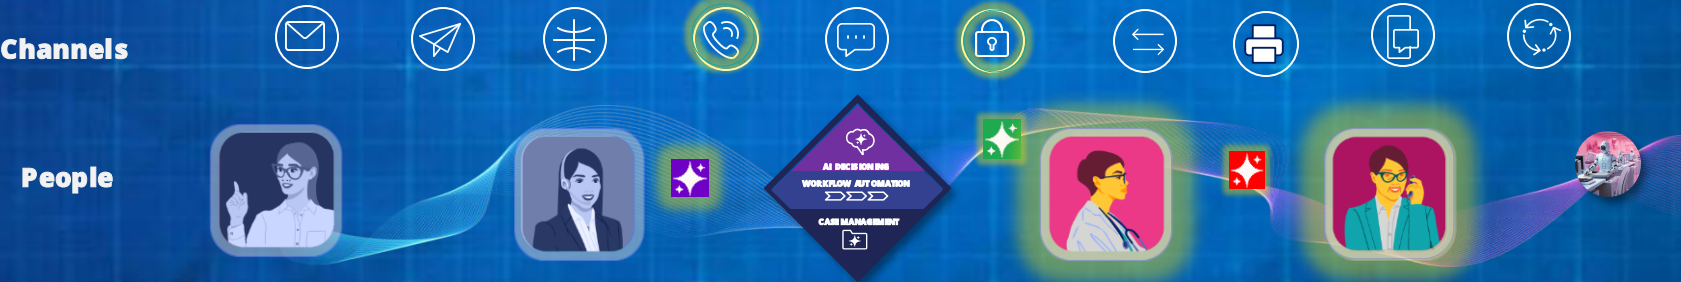 Channels
People
AI DECISIONING
WORKFLOW AUTOMATION
CASE MANAGEMENT